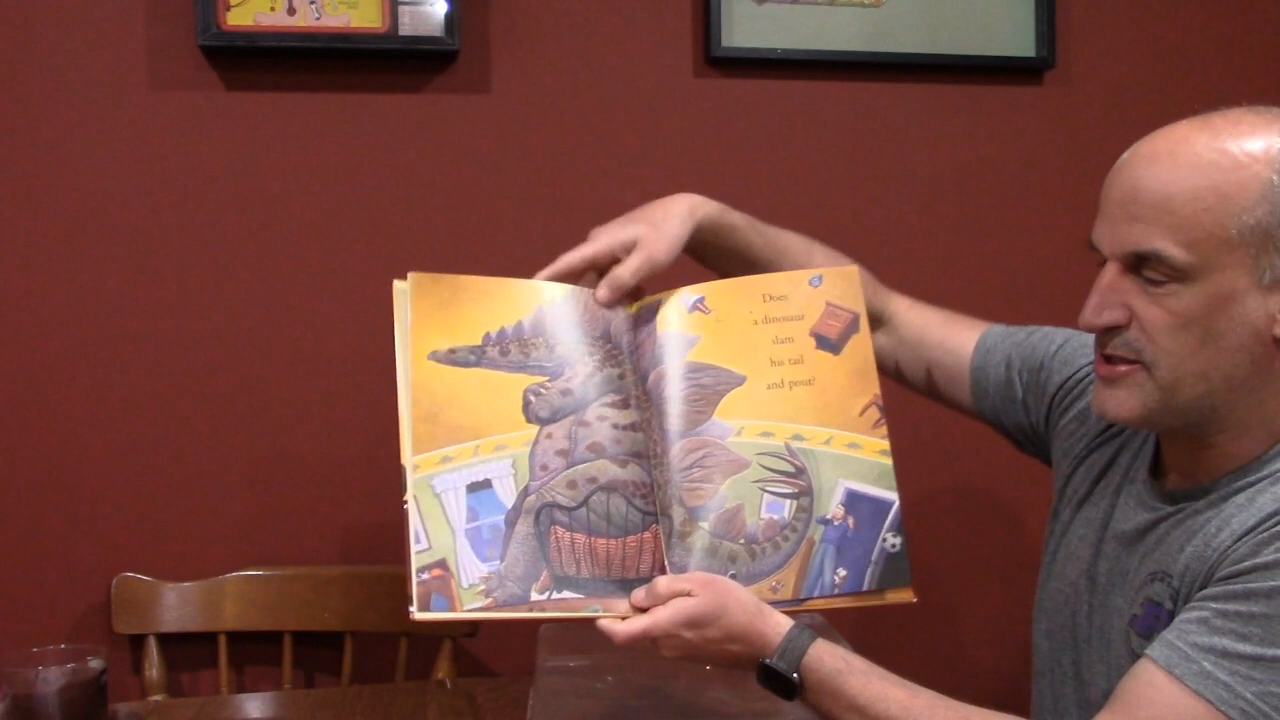 Does
a dinosaur
slam
his tail
and pout?